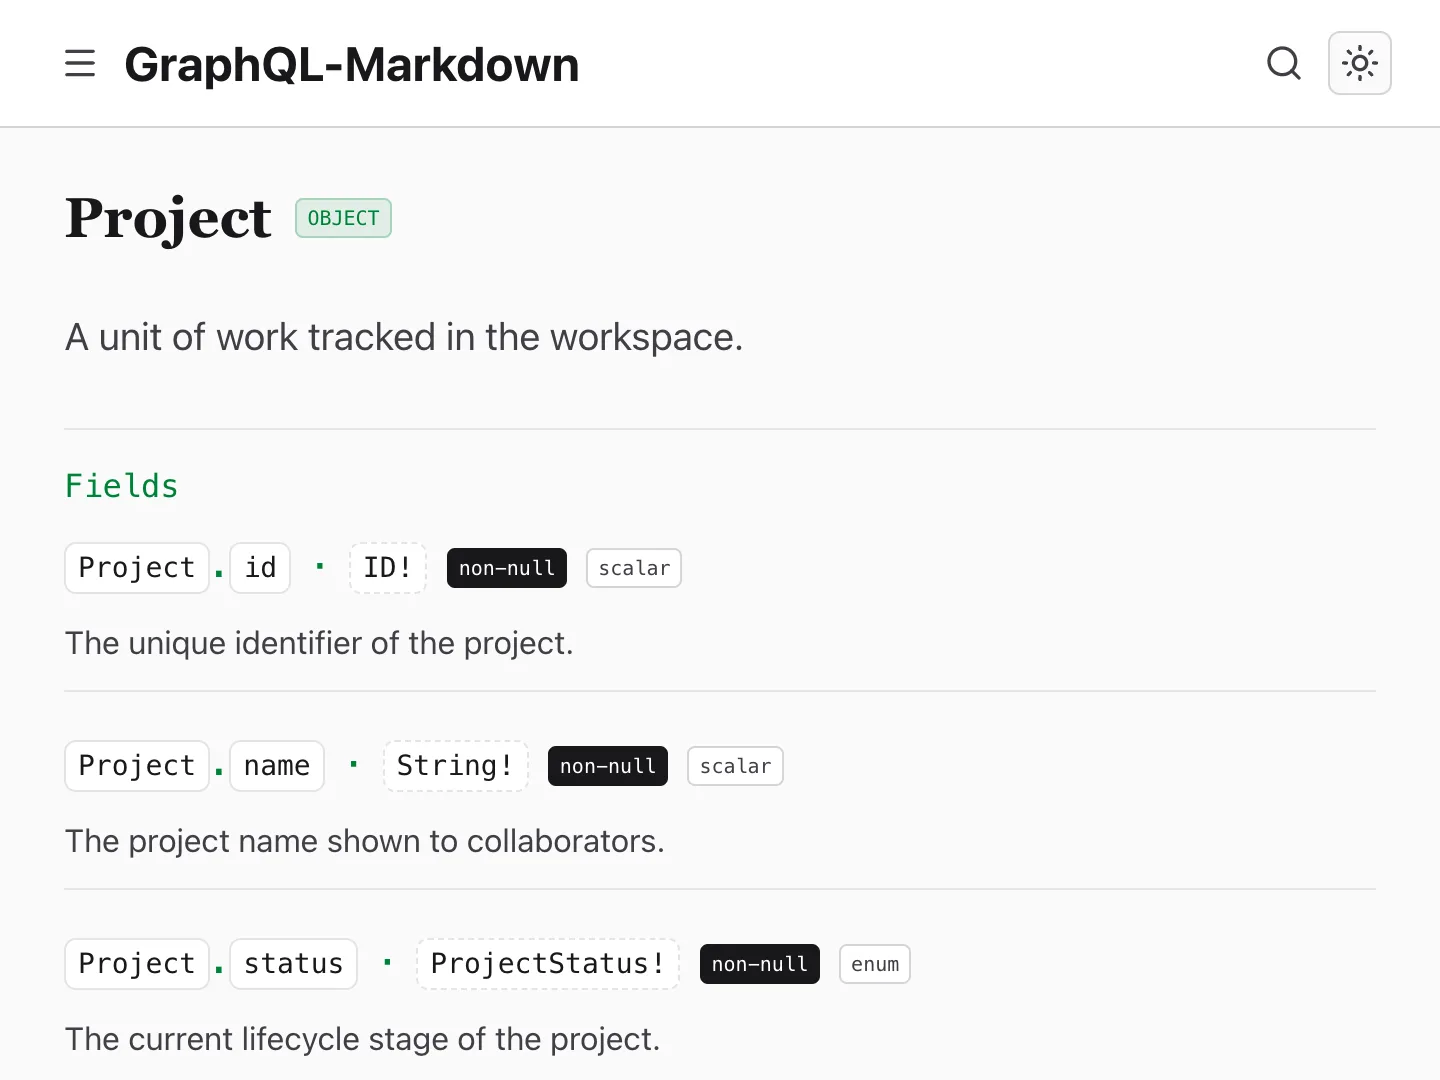 GraphQL-Markdown
Project OBJECT
A unit of work tracked in the workspace.
Fields
Project.id · ID! non-null scalar
The unique identifier of the project.
Project.name · String! non-null scalar
The project name shown to collaborators.
Project.status · ProjectStatus! non-null enum
The current lifecycle stage of the project.